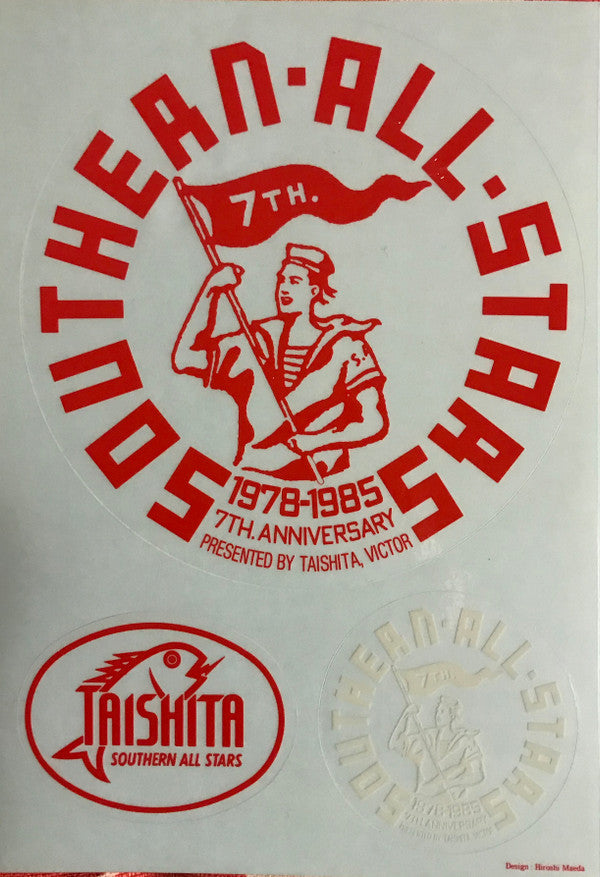 SOUTHERN·ALL·STARS
7TH.
S.A
1978-1985
7TH. ANNIVERSARY
PRESENTED BY TAISHITA, VICTOR
TAISHITA
SOUTHERN ALL STARS
SOUTHERN·ALL·STARS
7TH.
1978-1985
7TH. ANNIVERSARY
PRESENTED BY TAISHITA, VICTOR
Design : Hiroshi Maeda